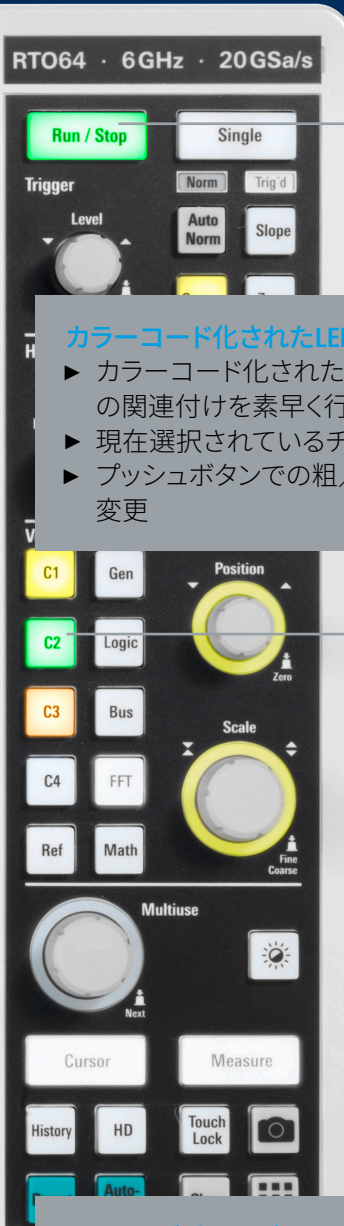 RTO64 · 6 GHz · 20 GSa/s
Run / Stop
Single
Trigger
Norm
Trig'd
Level
Auto
Norm
Slope
カラーコード化されたLE
► カラーコード化された
の関連付けを素早く行
► 現在選択されているチ
► プッシュボタンでの粗
変更
C1
Gen
Position
C2
Logic
Zero
C3
Bus
Scale
C4
FFT
Ref
Math
Fine
Coarse
Multiuse
Next
Cursor
Measure
History
HD
Touch
Lock
Auto-